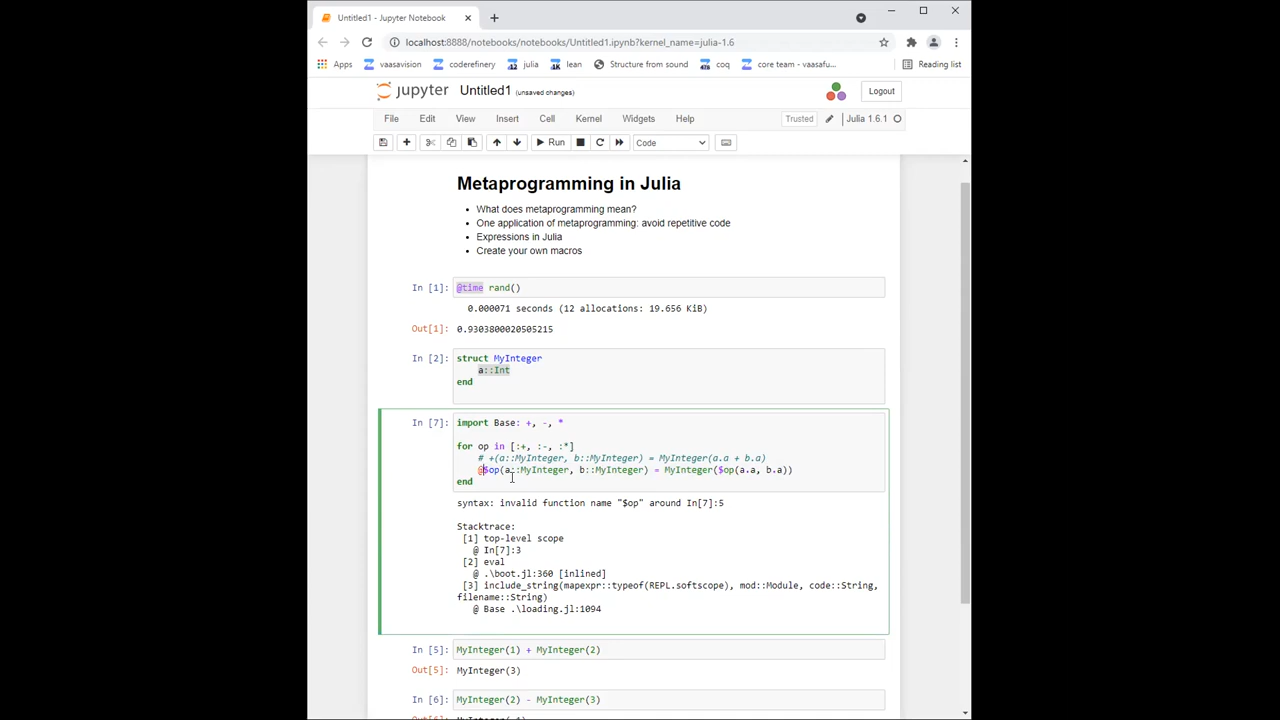 Untitled1 - Jupyter Notebook
localhost:8888/notebooks/notebooks/Untitled1.ipynb?kernel_name=julia-1.6
Apps vaasavision coderefinery julia lean Structure from sound coq core team - vaasafu... Reading list
jupyter Untitled1 (unsaved changes) Logout
File Edit View Insert Cell Kernel Widgets Help Trusted Julia 1.6.1
Run Code
Metaprogramming in Julia
• What does metaprogramming mean?
• One application of metaprogramming: avoid repetitive code
• Expressions in Julia
• Create your own macros
In [1]: @time rand()
0.000071 seconds (12 allocations: 19.656 KiB)
Out[1]: 0.9303800020505215
In [2]: struct MyInteger
a::Int
end
In [7]: import Base: +, -, *
for op in [:+, :-, :*]
# +(a::MyInteger, b::MyInteger) = MyInteger(a.a + b.a)
@$op(a::MyInteger, b::MyInteger) = MyInteger($op(a.a, b.a))
end
syntax: invalid function name "$op" around In[7]:5
Stacktrace:
[1] top-level scope
@ In[7]:3
[2] eval
@ .\boot.jl:360 [inlined]
[3] include_string(mapexpr::typeof(REPL.softscope), mod::Module, code::String,
filename::String)
@ Base .\loading.jl:1094
In [5]: MyInteger(1) + MyInteger(2)
Out[5]: MyInteger(3)
In [6]: MyInteger(2) - MyInteger(3)